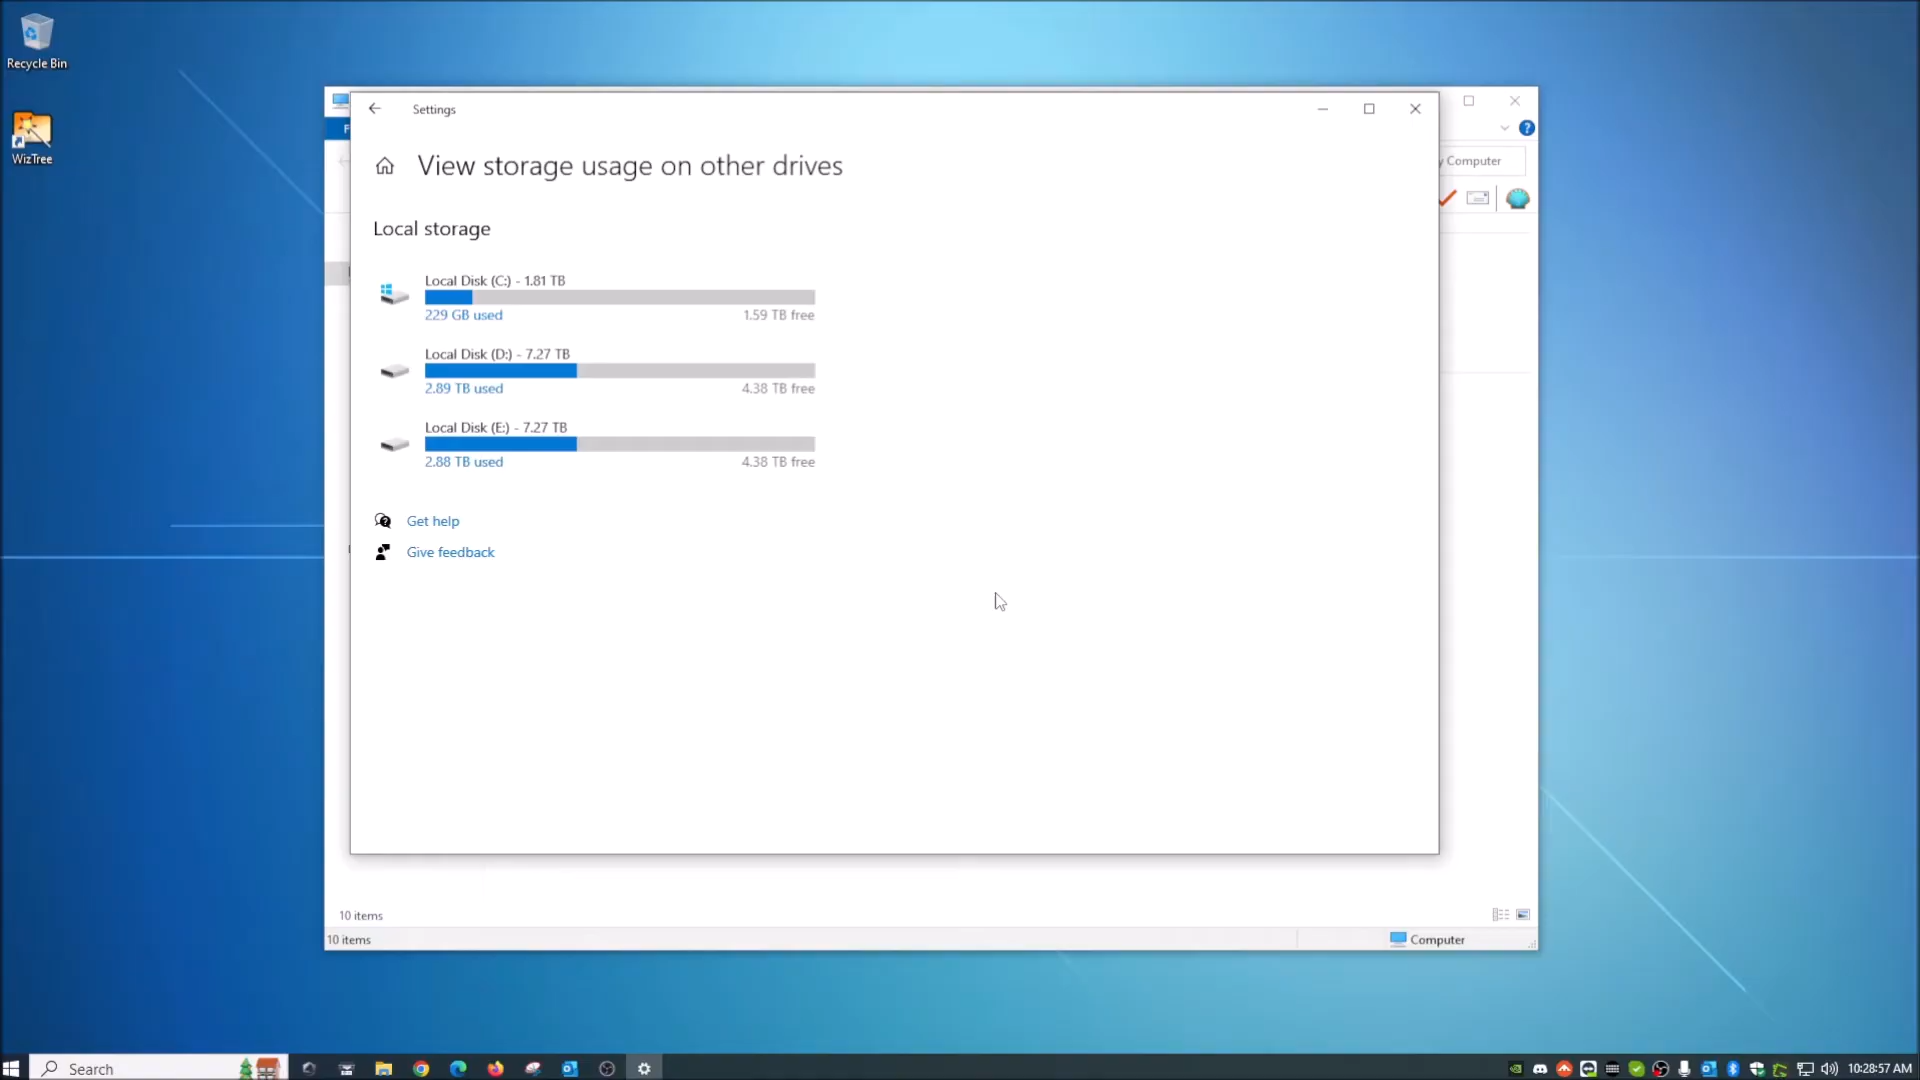 Recycle Bin
WizTree
Settings
View storage usage on other drives
Local storage
Local Disk (C:) - 1.81 TB
229 GB used
1.59 TB free
Local Disk (D:) - 7.27 TB
2.89 TB used
4.38 TB free
Local Disk (E:) - 7.27 TB
2.88 TB used
4.38 TB free
Get help
Give feedback
Computer
10 items
10 items
Computer
Search
10:28:57 AM